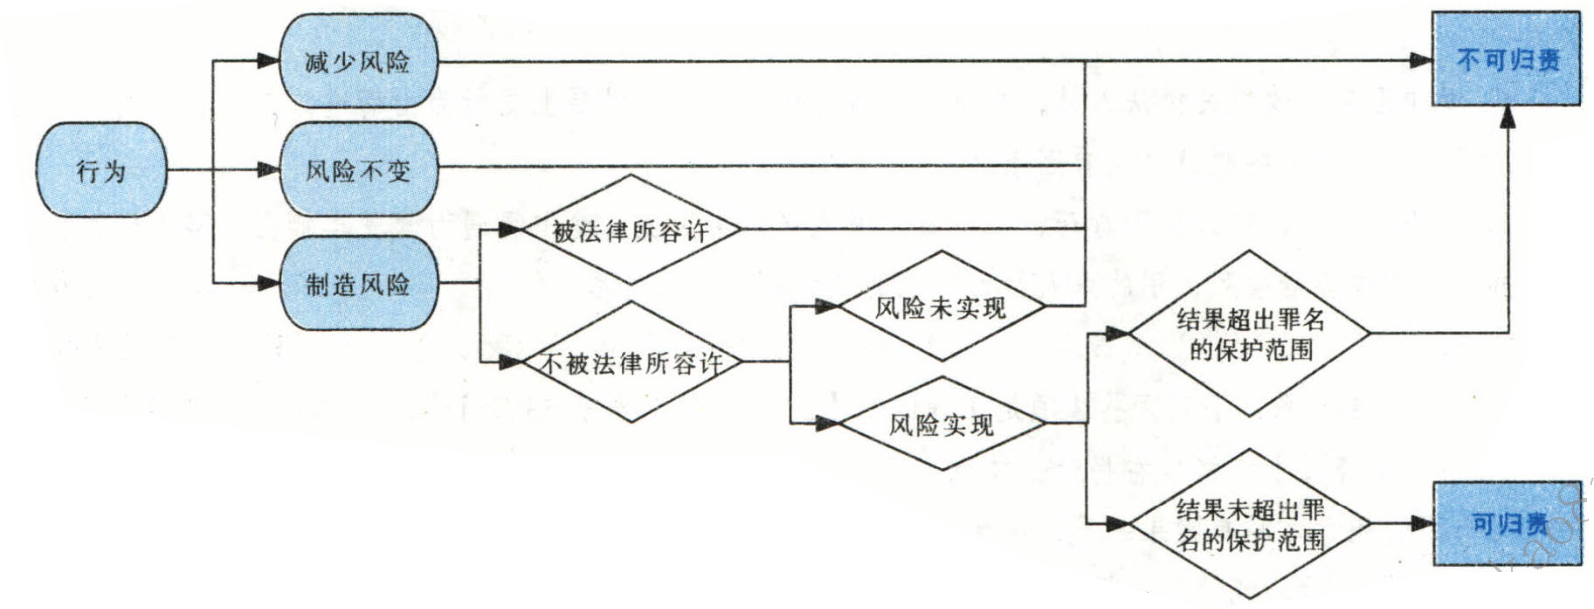 减少风险
不可归责
行为
风险不变
被法律所容许
制造风险
风险未实现
结果超出罪名
的保护范围
不被法律所容许
风险实现
结果未超出罪
名的保护范围
可归责